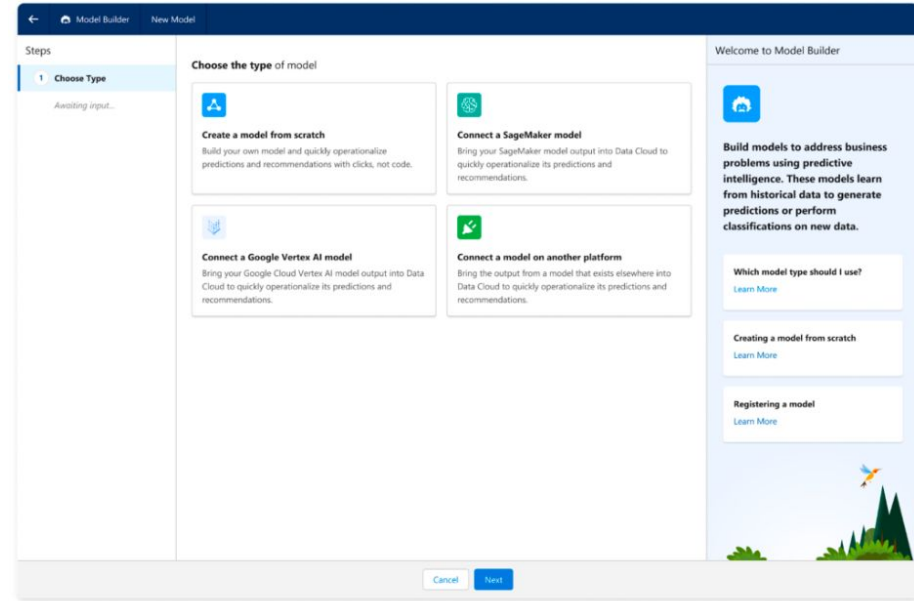 Model Builder
New Model
Steps
1 Choose Type
Awaiting input...
Choose the type of model
Create a model from scratch
Build your own model and quickly operationalize
predictions and recommendations with clicks, not code.
Connect a SageMaker model
Bring your SageMaker model output into Data Cloud to
quickly operationalize its predictions and
recommendations.
Connect a Google Vertex AI model
Bring your Google Cloud Vertex AI model output into Data
Cloud to quickly operationalize its predictions and
recommendations.
Connect a model on another platform
Bring the output from a model that exists elsewhere into
Data Cloud to quickly operationalize its predictions and
recommendations.
Welcome to Model Builder
Build models to address business
problems using predictive
intelligence. These models learn
from historical data to generate
predictions or perform
classifications on new data.
Which model type should I use?
Learn More
Creating a model from scratch
Learn More
Registering a model
Learn More
Cancel
Next